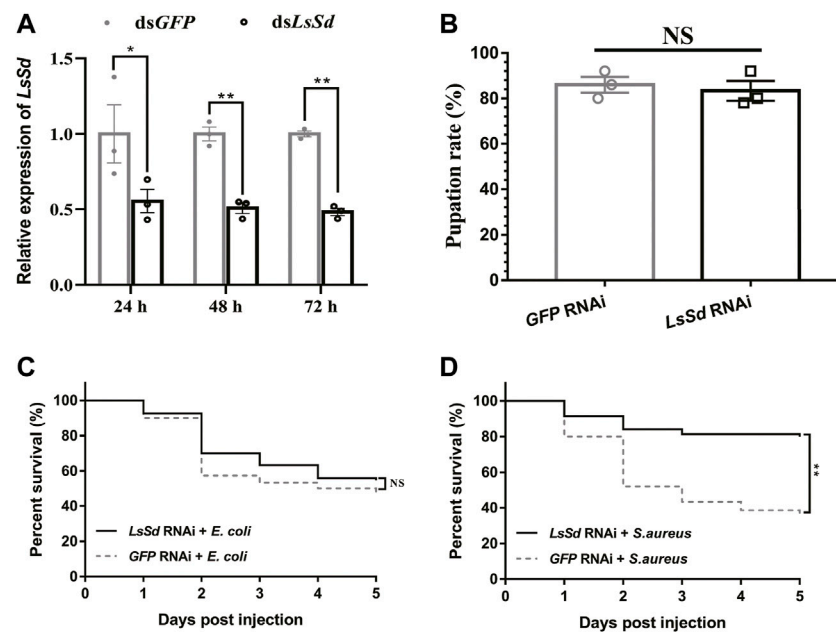 A
dsGFP dsLsSd
Relative expression of LsSd
1.5
1.0
0.5
0.0
*
**
**
24 h 48 h 72 h
B
NS
Pupation rate (%)
100
80
60
40
20
0
GFP RNAi LsSd RNAi
C
Percent survival (%)
100
80
60
40
20
0
NS
LsSd RNAi + E. coli
GFP RNAi + E. coli
0 1 2 3 4 5
Days post injection
D
Percent survival (%)
100
80
60
40
20
0
**
LsSd RNAi + S.aureus
GFP RNAi + S.aureus
0 1 2 3 4 5
Days post injection